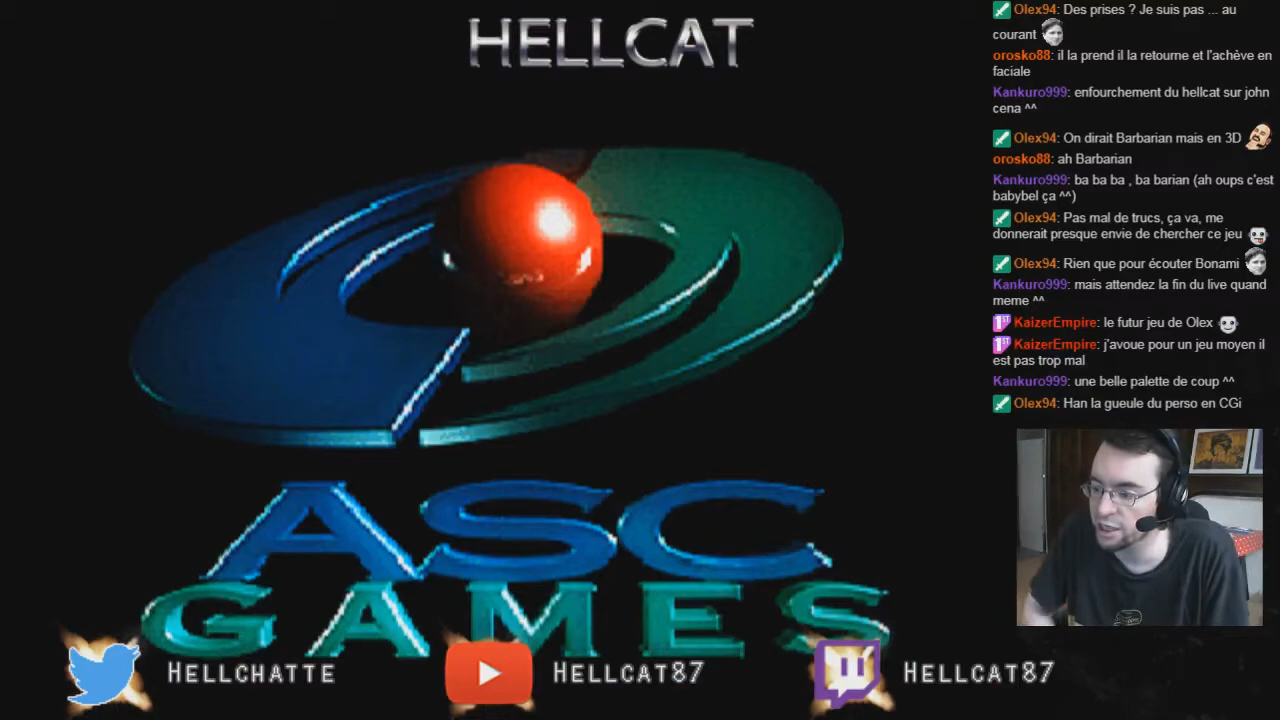 HELLCAT
ASC
GAMES
HELLCHATTE
HELLCAT87
HELLCAT87
Olex94: Des prises ? Je suis pas ... au
courant
orosko88: il la prend il la retourne et l'achève en
faciale
Kankuro999: enfourchement du hellcat sur john
cena ^^
Olex94: On dirait Barbarian mais en 3D
orosko88: ah Barbarian
Kankuro999: ba ba ba , ba barian (ah oups c'est
babybel ça ^^)
Olex94: Pas mal de trucs, ça va, me
donnerait presque envie de chercher ce jeu
Olex94: Rien que pour écouter Bonami
Kankuro999: mais attendez la fin du live quand
meme ^^
1ST KaizerEmpire: le futur jeu de Olex
1ST KaizerEmpire: j'avoue pour un jeu moyen il
est pas trop mal
Kankuro999: une belle palette de coup ^^
Olex94: Han la gueule du perso en CGi